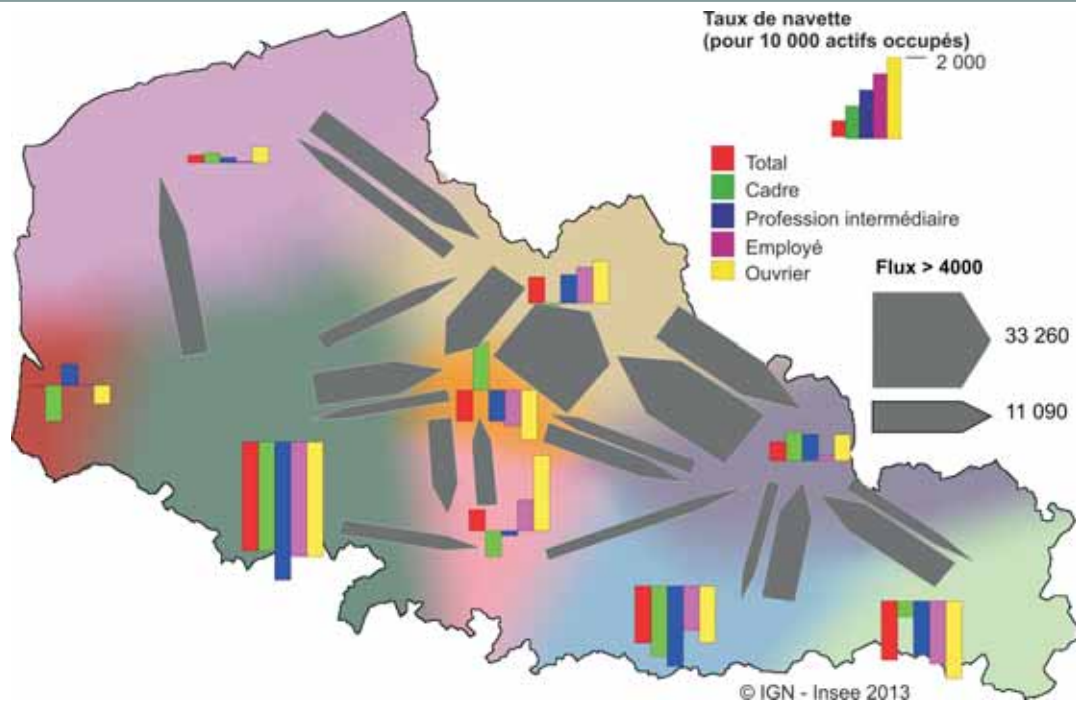 Taux de navette
(pour 10 000 actifs occupés)
2 000
Total
Cadre
Profession intermédiaire
Employé
Ouvrier
Flux > 4000
33 260
11 090
© IGN - Insee 2013